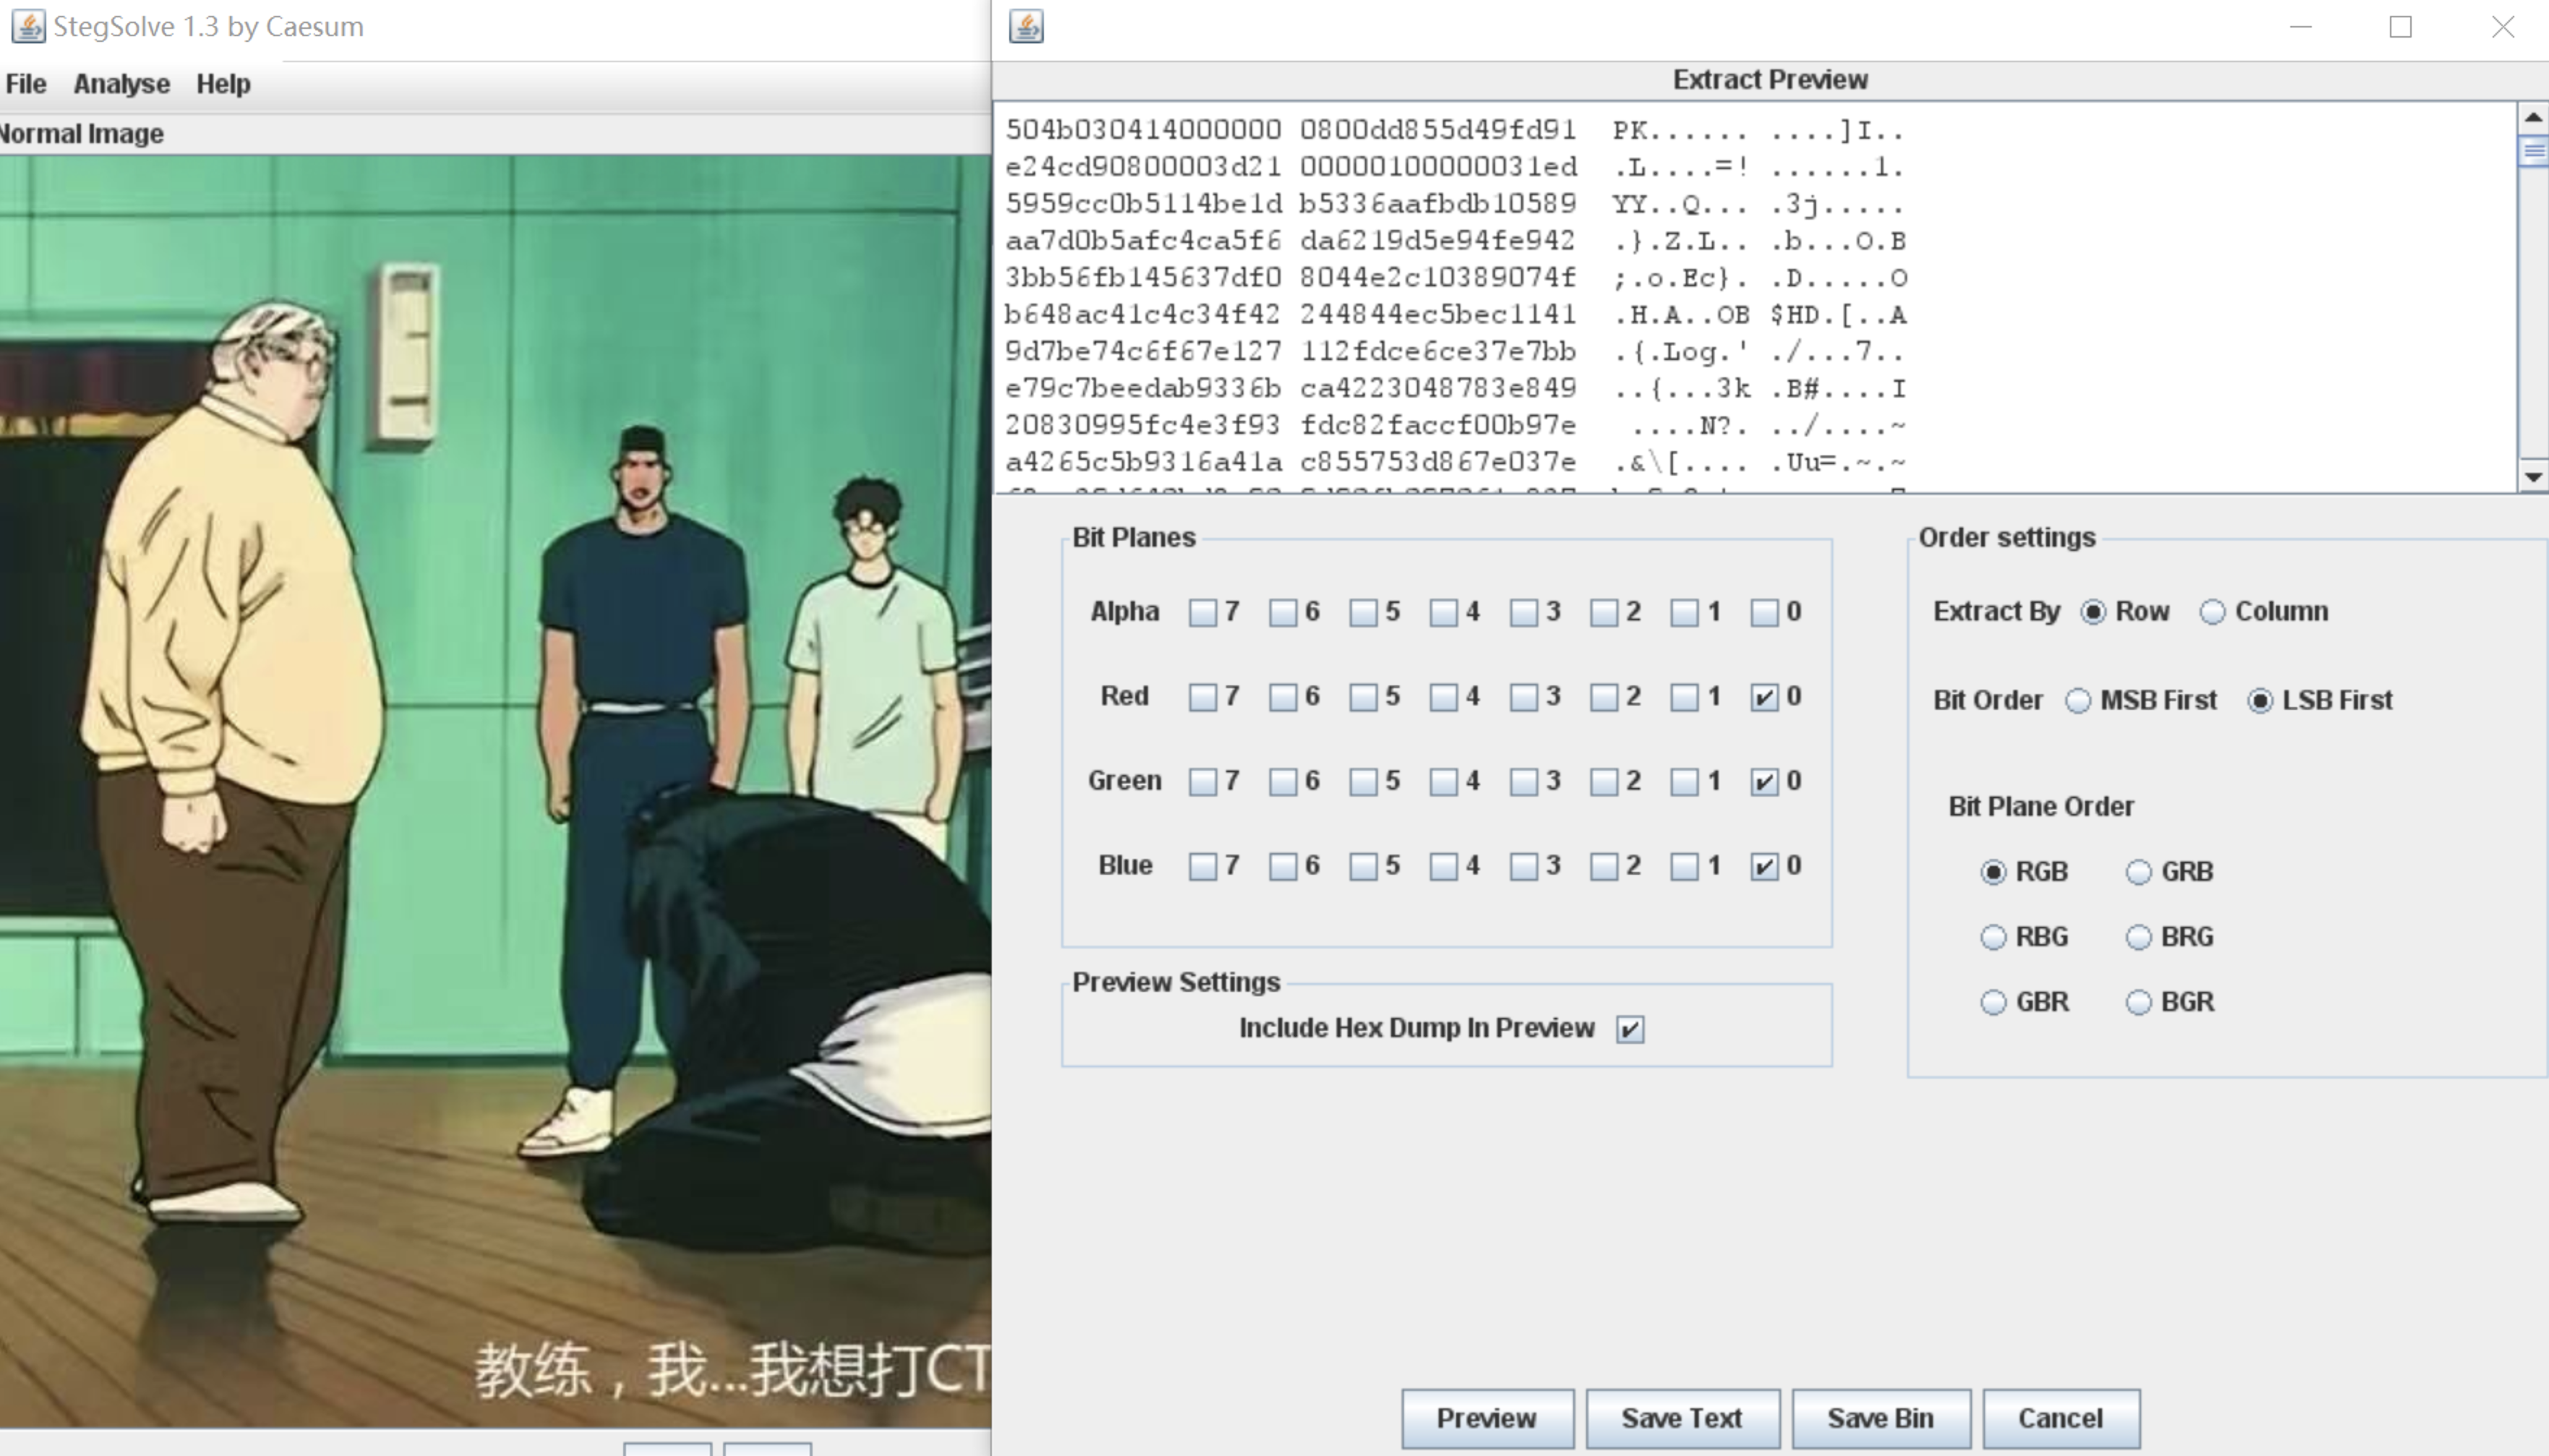 StegSolve 1.3 by Caesum
File Analyse Help
Normal Image
教练，我...我想打CT
Extract Preview
504b030414000000 0800dd855d49fd91 PK...... ....]I..
e24cd90800003d21 00000100000031ed .L....=! ......1.
5959cc0b5114be1d b5336aafbdb10589 YY..Q... .3j.....
aa7d0b5afc4ca5f6 da6219d5e94fe942 .}.Z.L.. .b...O.B
3bb56fb145637df0 8044e2c10389074f ;.o.Ec}. .D.....O
b648ac41c4c34f42 244844ec5bec1141 .H.A..OB $HD.[..A
9d7be74c6f67e127 112fdce6ce37e7bb .{.Log.' ./...7..
e79c7beedab9336b ca4223048783e849 ..{...3k .B#....I
20830995fc4e3f93 fdc82faccf00b97e  ....N?. ../....~
a4265c5b9316a41a c855753d867e037e .&\[.... .Uu=.~.~
Bit Planes
Alpha 7 6 5 4 3 2 1 0
Red 7 6 5 4 3 2 1 0
Green 7 6 5 4 3 2 1 0
Blue 7 6 5 4 3 2 1 0
Preview Settings
Include Hex Dump In Preview
Order settings
Extract By Row Column
Bit Order MSB First LSB First
Bit Plane Order
RGB GRB
RBG BRG
GBR BGR
Preview Save Text Save Bin Cancel